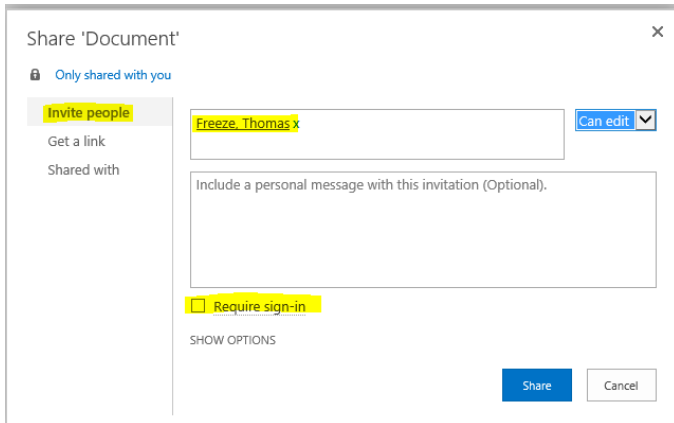 Share 'Document'
Only shared with you
Invite people
Get a link
Shared with
Freeze, Thomas x
Can edit
Include a personal message with this invitation (Optional).
Require sign-in
SHOW OPTIONS
Share
Cancel